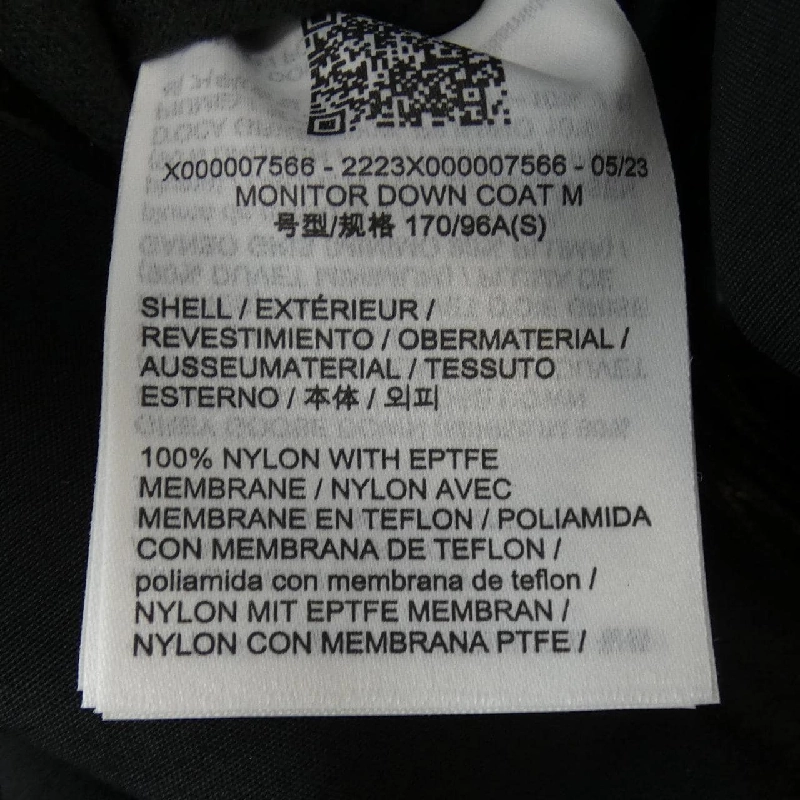 X000007566 - 2223X000007566 - 05/23
MONITOR DOWN COAT M
号型/规格 170/96A(S)
SHELL / EXTÉRIEUR /
REVESTIMIENTO / OBERMATERIAL /
AUSSEUMATERIAL / TESSUTO
ESTERNO / 本体 / 외피
100% NYLON WITH EPTFE
MEMBRANE / NYLON AVEC
MEMBRANE EN TEFLON / POLIAMIDA
CON MEMBRANA DE TEFLON /
poliamida con membrana de teflon /
NYLON MIT EPTFE MEMBRAN /
NYLON CON MEMBRANA PTFE /